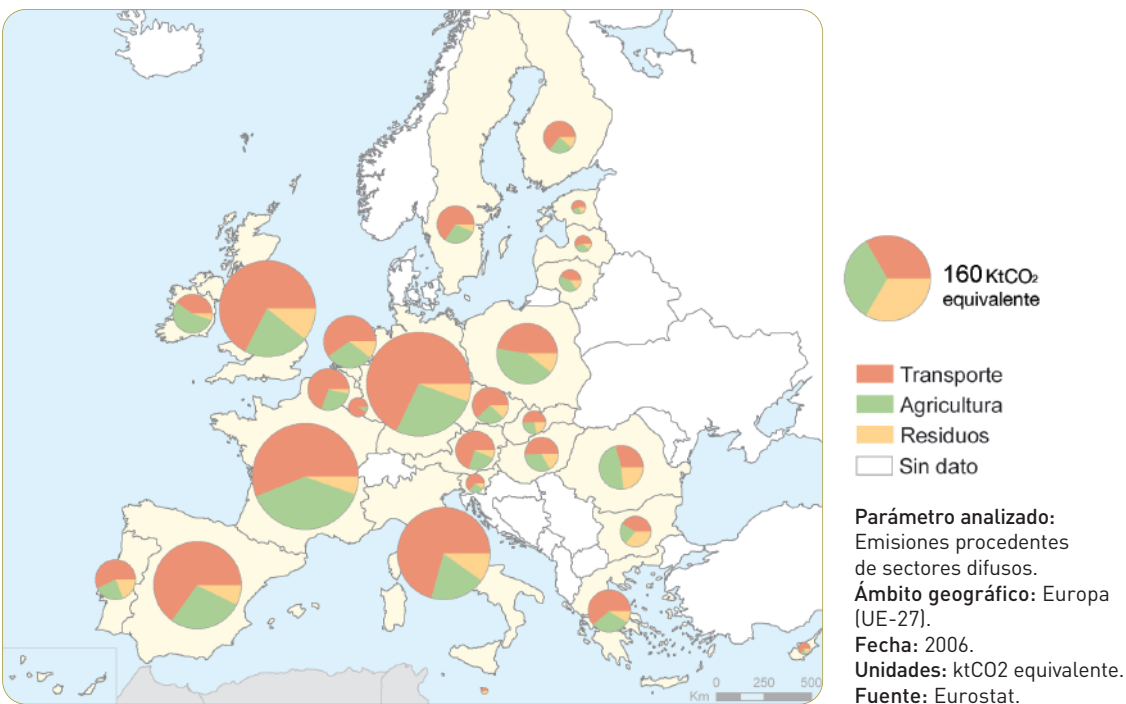 160 KtCO₂
equivalente
Transporte
Agricultura
Residuos
Sin dato
Parámetro analizado:
Emisiones procedentes
de sectores difusos.
Ámbito geográfico: Europa
(UE-27).
Fecha: 2006.
Unidades: ktCO2 equivalente.
Fuente: Eurostat.
0 250 500
Km